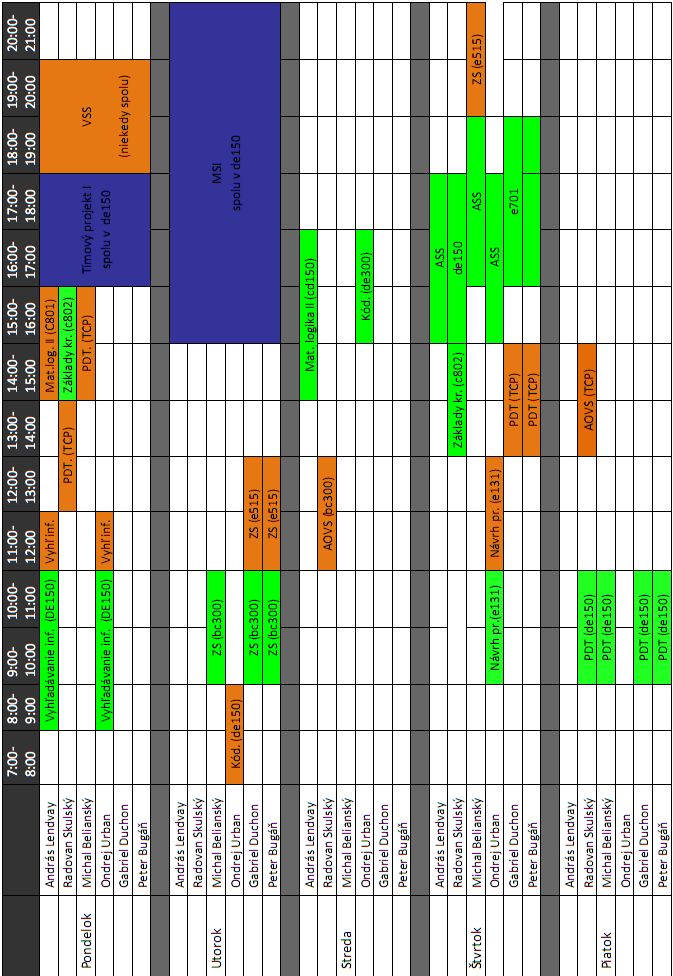 7:00- 8:00- 9:00- 10:00- 11:00- 12:00- 13:00- 14:00- 15:00- 16:00- 17:00- 18:00- 19:00- 20:00-
8:00 9:00 10:00 11:00 12:00 13:00 14:00 15:00 16:00 17:00 18:00 19:00 20:00 21:00
Pondelok
András Lendvay Vyhľadávanie inf. (DE150) Vyhľ inf. Mat.log. II (C801)
Radovan Skulský PDT. (TCP) Základy kr. (c802)
Michal Belianský PDT. (TCP)
Ondrej Urban Vyhľadávanie inf. (DE150) Vyhľ inf.
Gabriel Duchon
Peter Bugáň
Tímový projekt I
spolu v de150
VSS
(niekedy spolu)
Utorok
András Lendvay
Radovan Skulský
Michal Belianský ZS (bc300)
Ondrej Urban Kód. (de150)
Gabriel Duchon ZS (bc300) ZS (e515)
Peter Bugáň ZS (bc300) ZS (e515)
MSI
spolu v de150
Streda
András Lendvay Mat. logika II (cd150)
Radovan Skulský AOVS (bc300)
Michal Belianský
Ondrej Urban Kód. (de300)
Gabriel Duchon
Peter Bugáň
Štvrtok
András Lendvay ASS
Radovan Skulský Základy kr. (c802) de150
Michal Belianský ASS ZS (e515)
Ondrej Urban Návrh pr.(e131) Návrh pr. (e131) ASS
Gabriel Duchon PDT (TCP) e701
Peter Bugáň PDT (TCP)
Piatok
András Lendvay
Radovan Skulský PDT (de150) AOVS (TCP)
Michal Belianský PDT (de150)
Ondrej Urban
Gabriel Duchon PDT (de150)
Peter Bugáň PDT (de150)